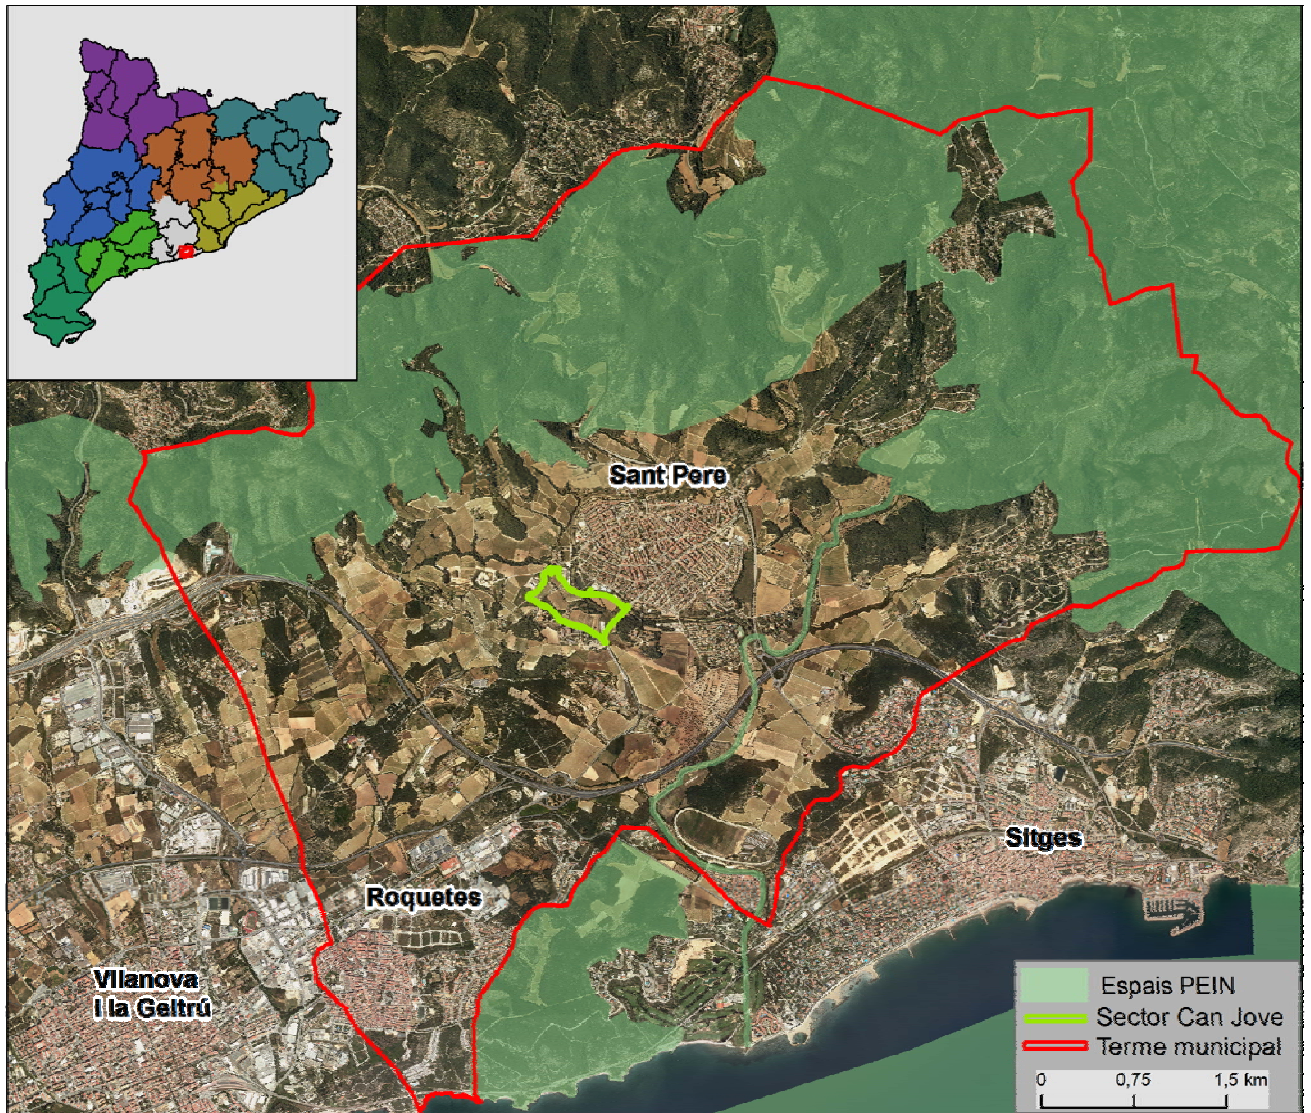 Sant Pere
Sitges
Roquetes
Vilanova
i la Geltrú
Espais PEIN
Sector Can Jove
Terme municipal
0 0,75 1,5 km